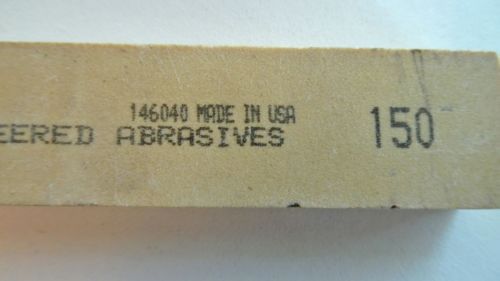 146040 MADE IN USA
EERED ABRASIVES 150